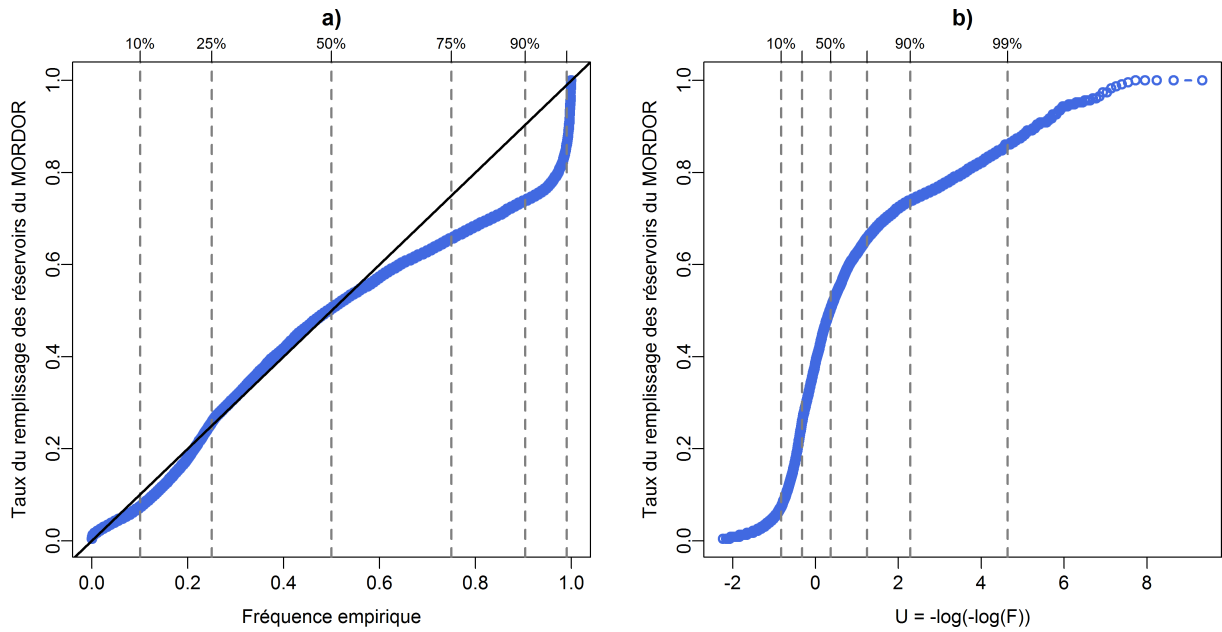 a)
10% 25% 50% 75% 90%
Taux du remplissage des réservoirs du MORDOR
1.0
0.8
0.6
0.4
0.2
0.0
0.0 0.2 0.4 0.6 0.8 1.0
Fréquence empirique
b)
10% 50% 90% 99%
Taux du remplissage des réservoirs du MORDOR
1.0
0.8
0.6
0.4
0.2
0.0
-2 0 2 4 6 8
U = -log(-log(F))